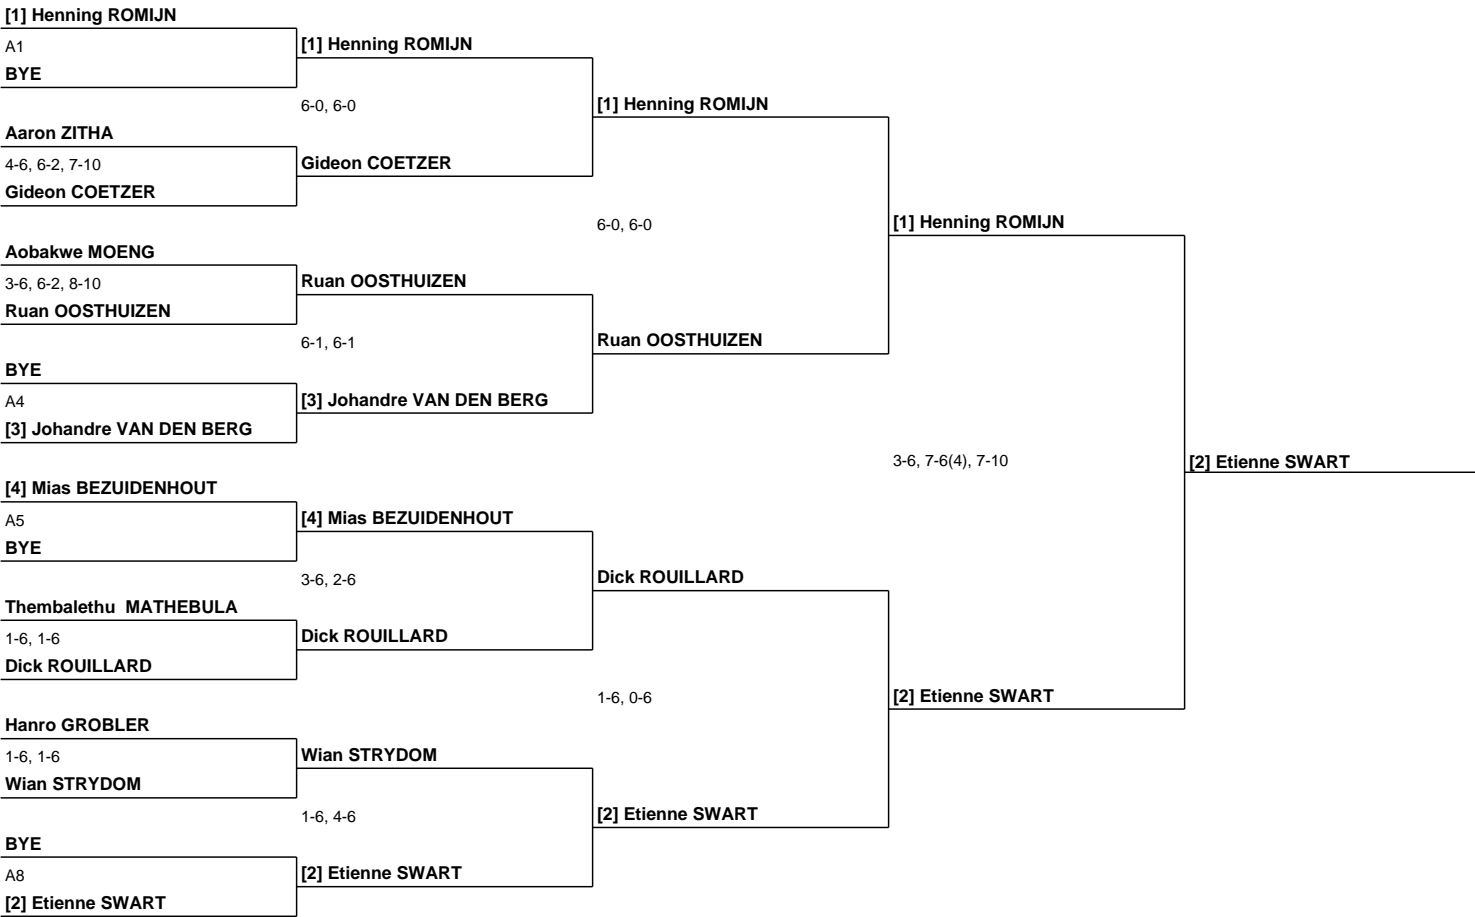 [1] Henning ROMIJN
A1
BYE
Aaron ZITHA
4-6, 6-2, 7-10
Gideon COETZER
Aobakwe MOENG
3-6, 6-2, 8-10
Ruan OOSTHUIZEN
BYE
A4
[3] Johandre VAN DEN BERG
[4] Mias BEZUIDENHOUT
A5
BYE
Thembalethu  MATHEBULA
1-6, 1-6
Dick ROUILLARD
Hanro GROBLER
1-6, 1-6
Wian STRYDOM
BYE
A8
[2] Etienne SWART
[1] Henning ROMIJN
6-0, 6-0
Gideon COETZER
Ruan OOSTHUIZEN
6-1, 6-1
[3] Johandre VAN DEN BERG
[4] Mias BEZUIDENHOUT
3-6, 2-6
Dick ROUILLARD
Wian STRYDOM
1-6, 4-6
[2] Etienne SWART
[1] Henning ROMIJN
6-0, 6-0
Ruan OOSTHUIZEN
Dick ROUILLARD
1-6, 0-6
[2] Etienne SWART
[1] Henning ROMIJN
3-6, 7-6(4), 7-10
[2] Etienne SWART
[2] Etienne SWART